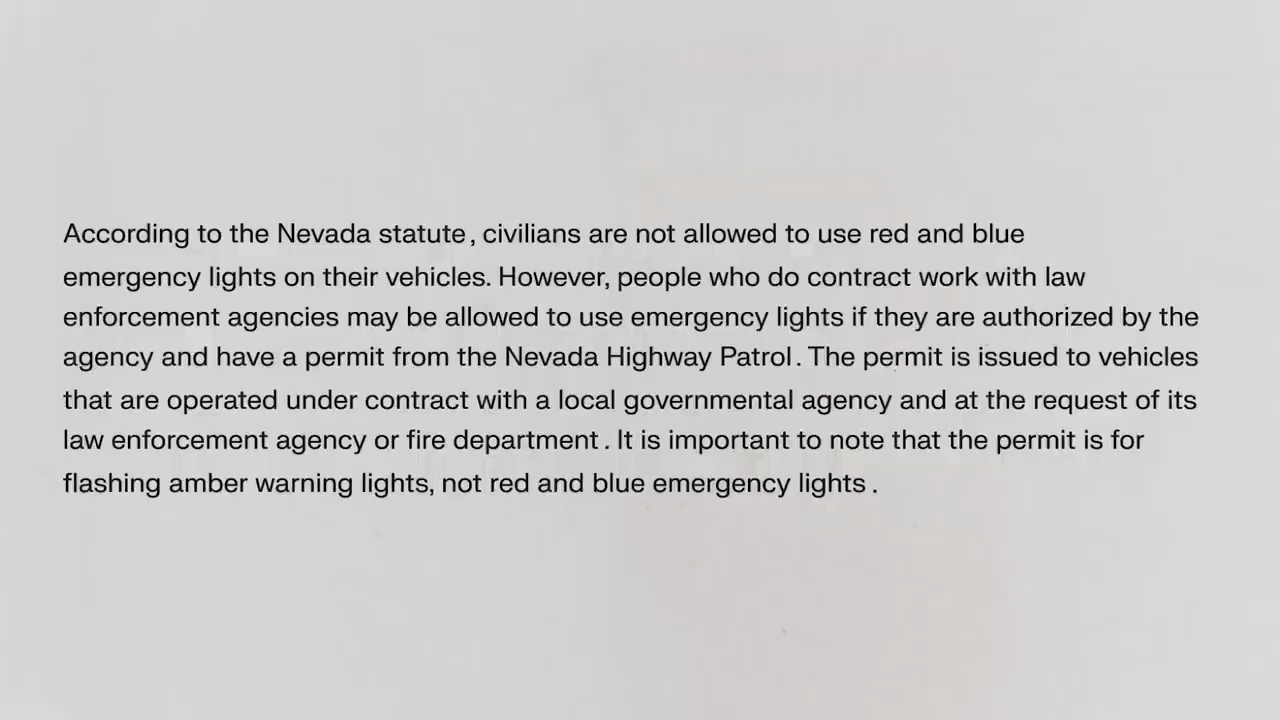 According to the Nevada statute, civilians are not allowed to use red and blue
emergency lights on their vehicles. However, people who do contract work with law
enforcement agencies may be allowed to use emergency lights if they are authorized by the
agency and have a permit from the Nevada Highway Patrol. The permit is issued to vehicles
that are operated under contract with a local governmental agency and at the request of its
law enforcement agency or fire department. It is important to note that the permit is for
flashing amber warning lights, not red and blue emergency lights.